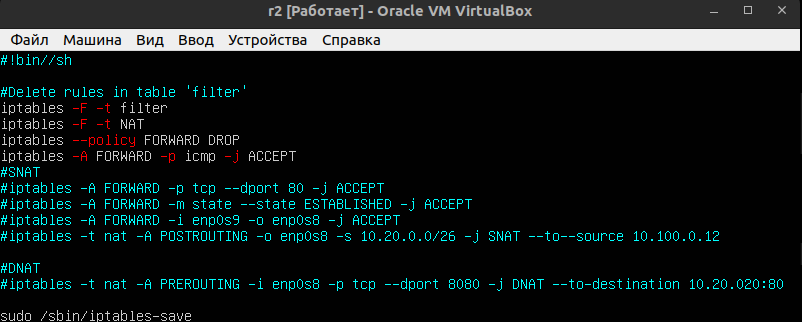 r2 [Работает] - Oracle VM VirtualBox
Файл Машина Вид Ввод Устройства Справка
#!bin//sh
#Delete rules in table 'filter'
iptables -F -t filter
iptables -F -t NAT
iptables --policy FORWARD DROP
iptables -A FORWARD -p icmp -j ACCEPT
#SNAT
#iptables -A FORWARD -p tcp --dport 80 -j ACCEPT
#iptables -A FORWARD -m state --state ESTABLISHED -j ACCEPT
#iptables -A FORWARD -i enp0s9 -o enp0s8 -j ACCEPT
#iptables -t nat -A POSTROUTING -o enp0s8 -s 10.20.0.0/26 -j SNAT --to--source 10.100.0.12
#DNAT
#iptables -t nat -A PREROUTING -i enp0s8 -p tcp --dport 8080 -j DNAT --to-destination 10.20.020:80
sudo /sbin/iptables-save